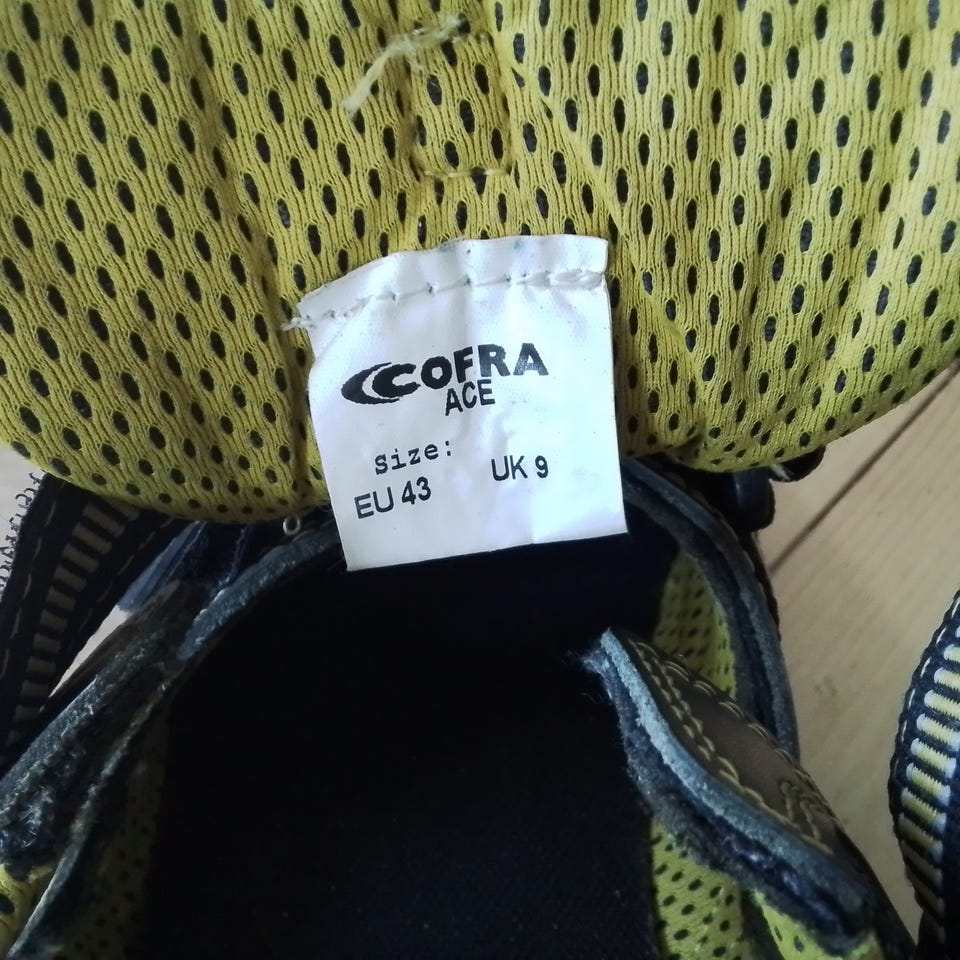 COFRA
ACE
Size:
EU 43 UK 9